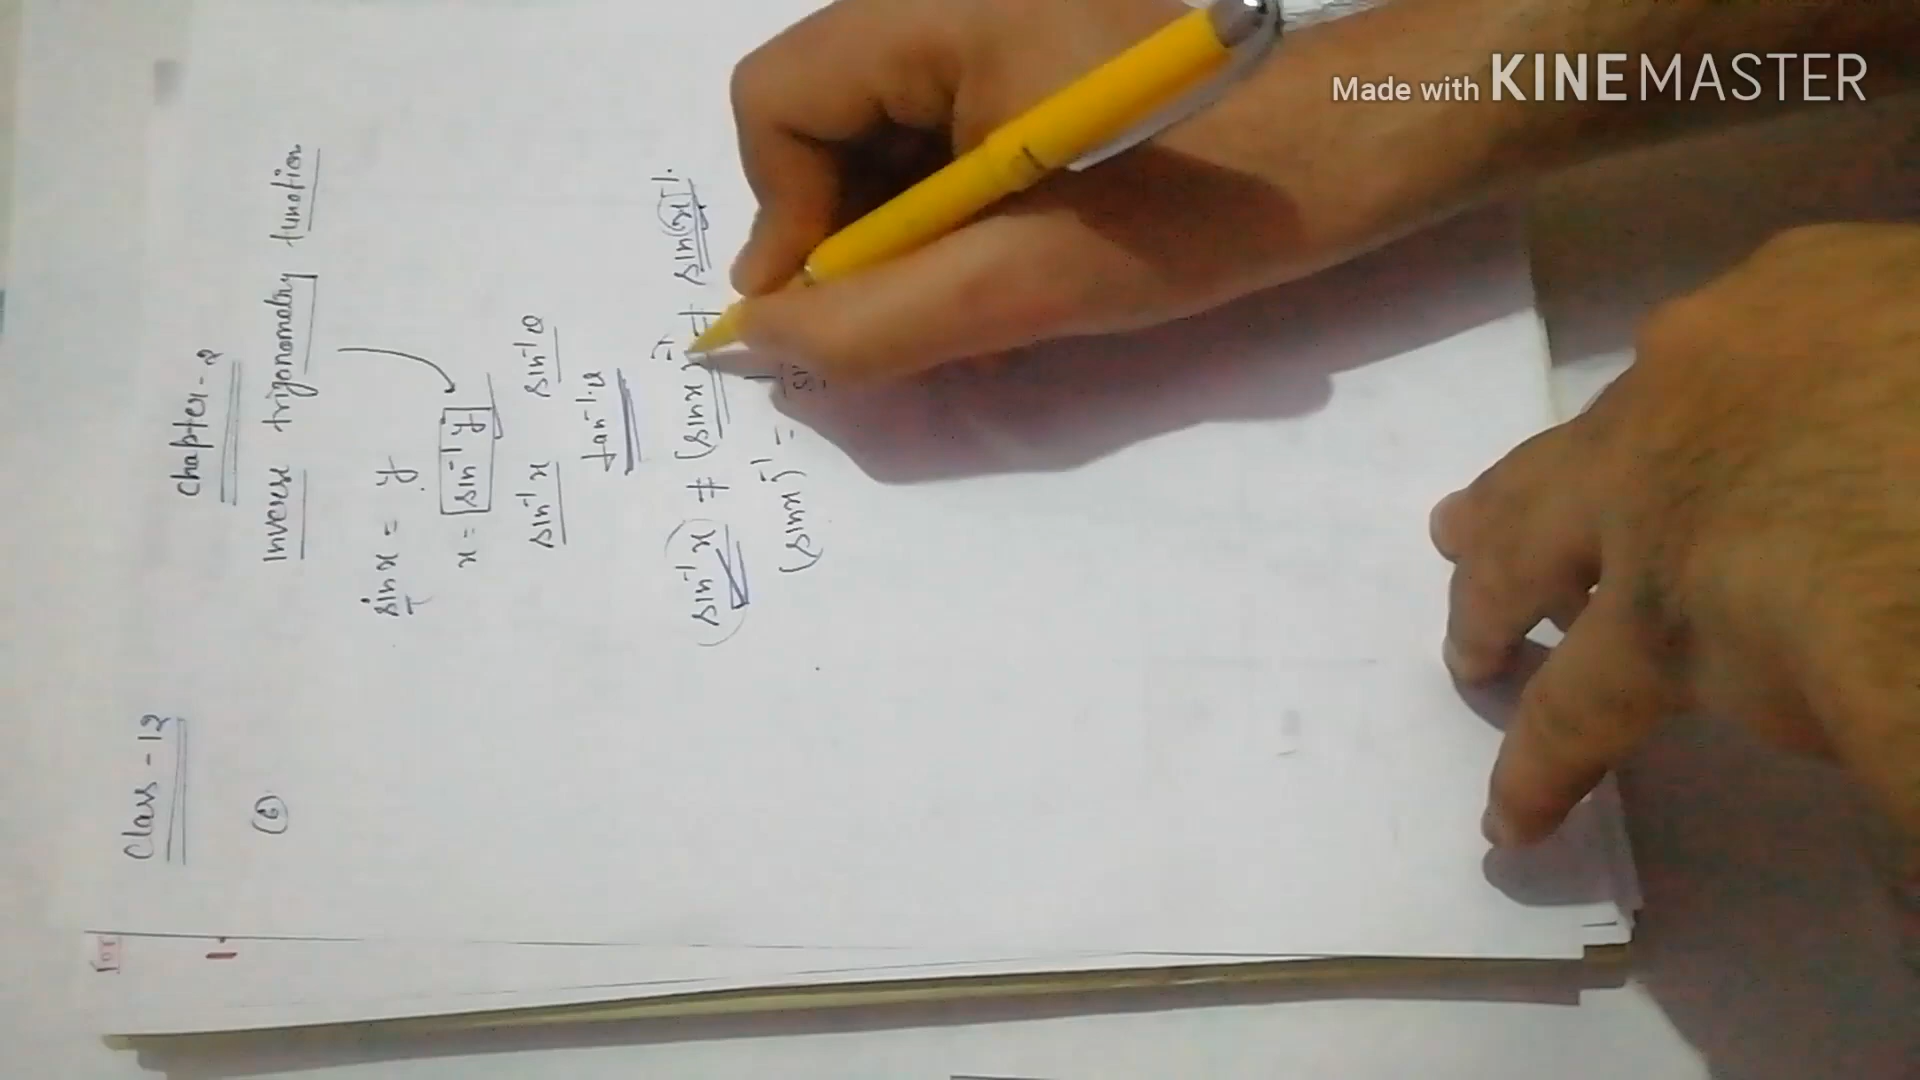 Class - 12
Chapter - 2
Inverse trigonometry function
sin x = y
x = sin⁻¹ y
sin⁻¹ x sin⁻¹ θ
tan⁻¹ θ
(sin⁻¹ x) ≠ (sin x)⁻¹ ≠ sin(x)⁻¹
(sin x)⁻¹ = 1
Made with KINEMASTER